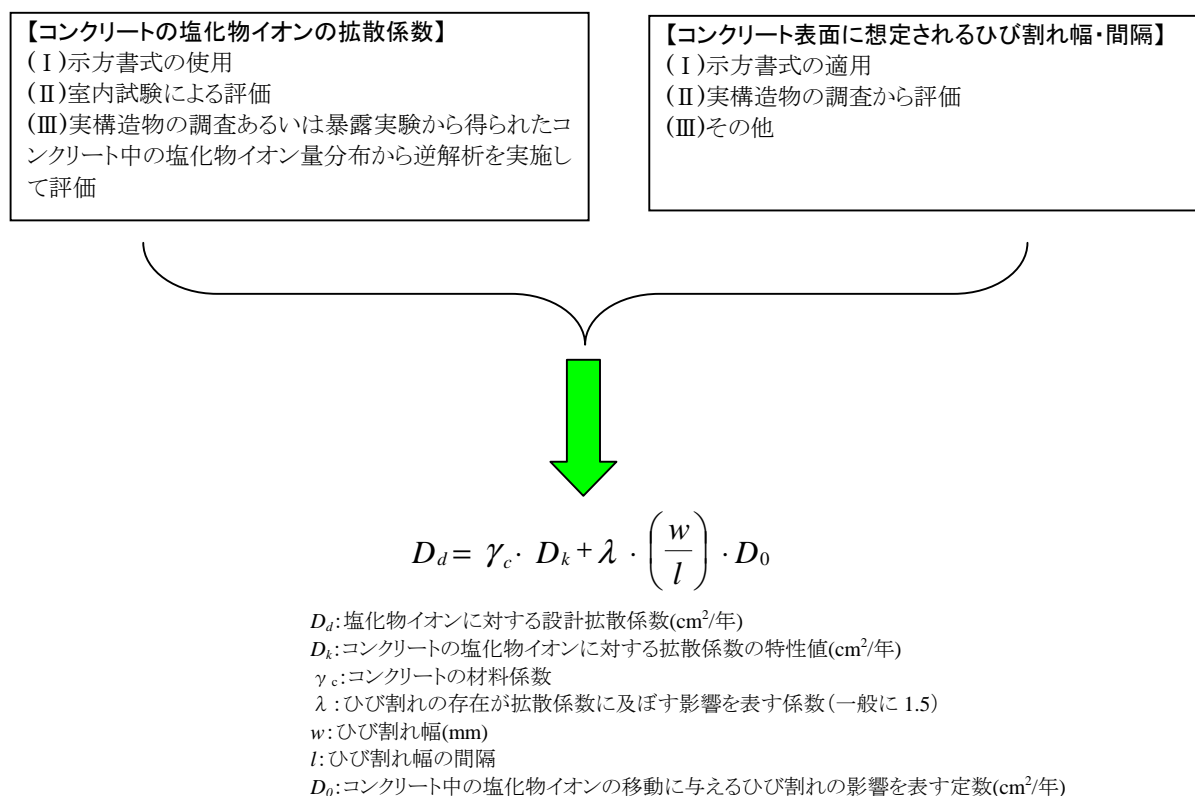 【コンクリートの塩化物イオンの拡散係数】
(Ⅰ)示方書式の使用
(Ⅱ)室内試験による評価
(Ⅲ)実構造物の調査あるいは暴露実験から得られたコ
ンクリート中の塩化物イオン量分布から逆解析を実施し
て評価
【コンクリート表面に想定されるひび割れ幅・間隔】
(Ⅰ)示方書式の適用
(Ⅱ)実構造物の調査から評価
(Ⅲ)その他
D_d = γ_c · D_k + λ · (w/l) · D_0
D_d:塩化物イオンに対する設計拡散係数(cm²/年)
D_k:コンクリートの塩化物イオンに対する拡散係数の特性値(cm²/年)
γ_c:コンクリートの材料係数
λ:ひび割れの存在が拡散係数に及ぼす影響を表す係数(一般に 1.5)
w:ひび割れ幅(mm)
l:ひび割れ幅の間隔
D_0:コンクリート中の塩化物イオンの移動に与えるひび割れの影響を表す定数(cm²/年)